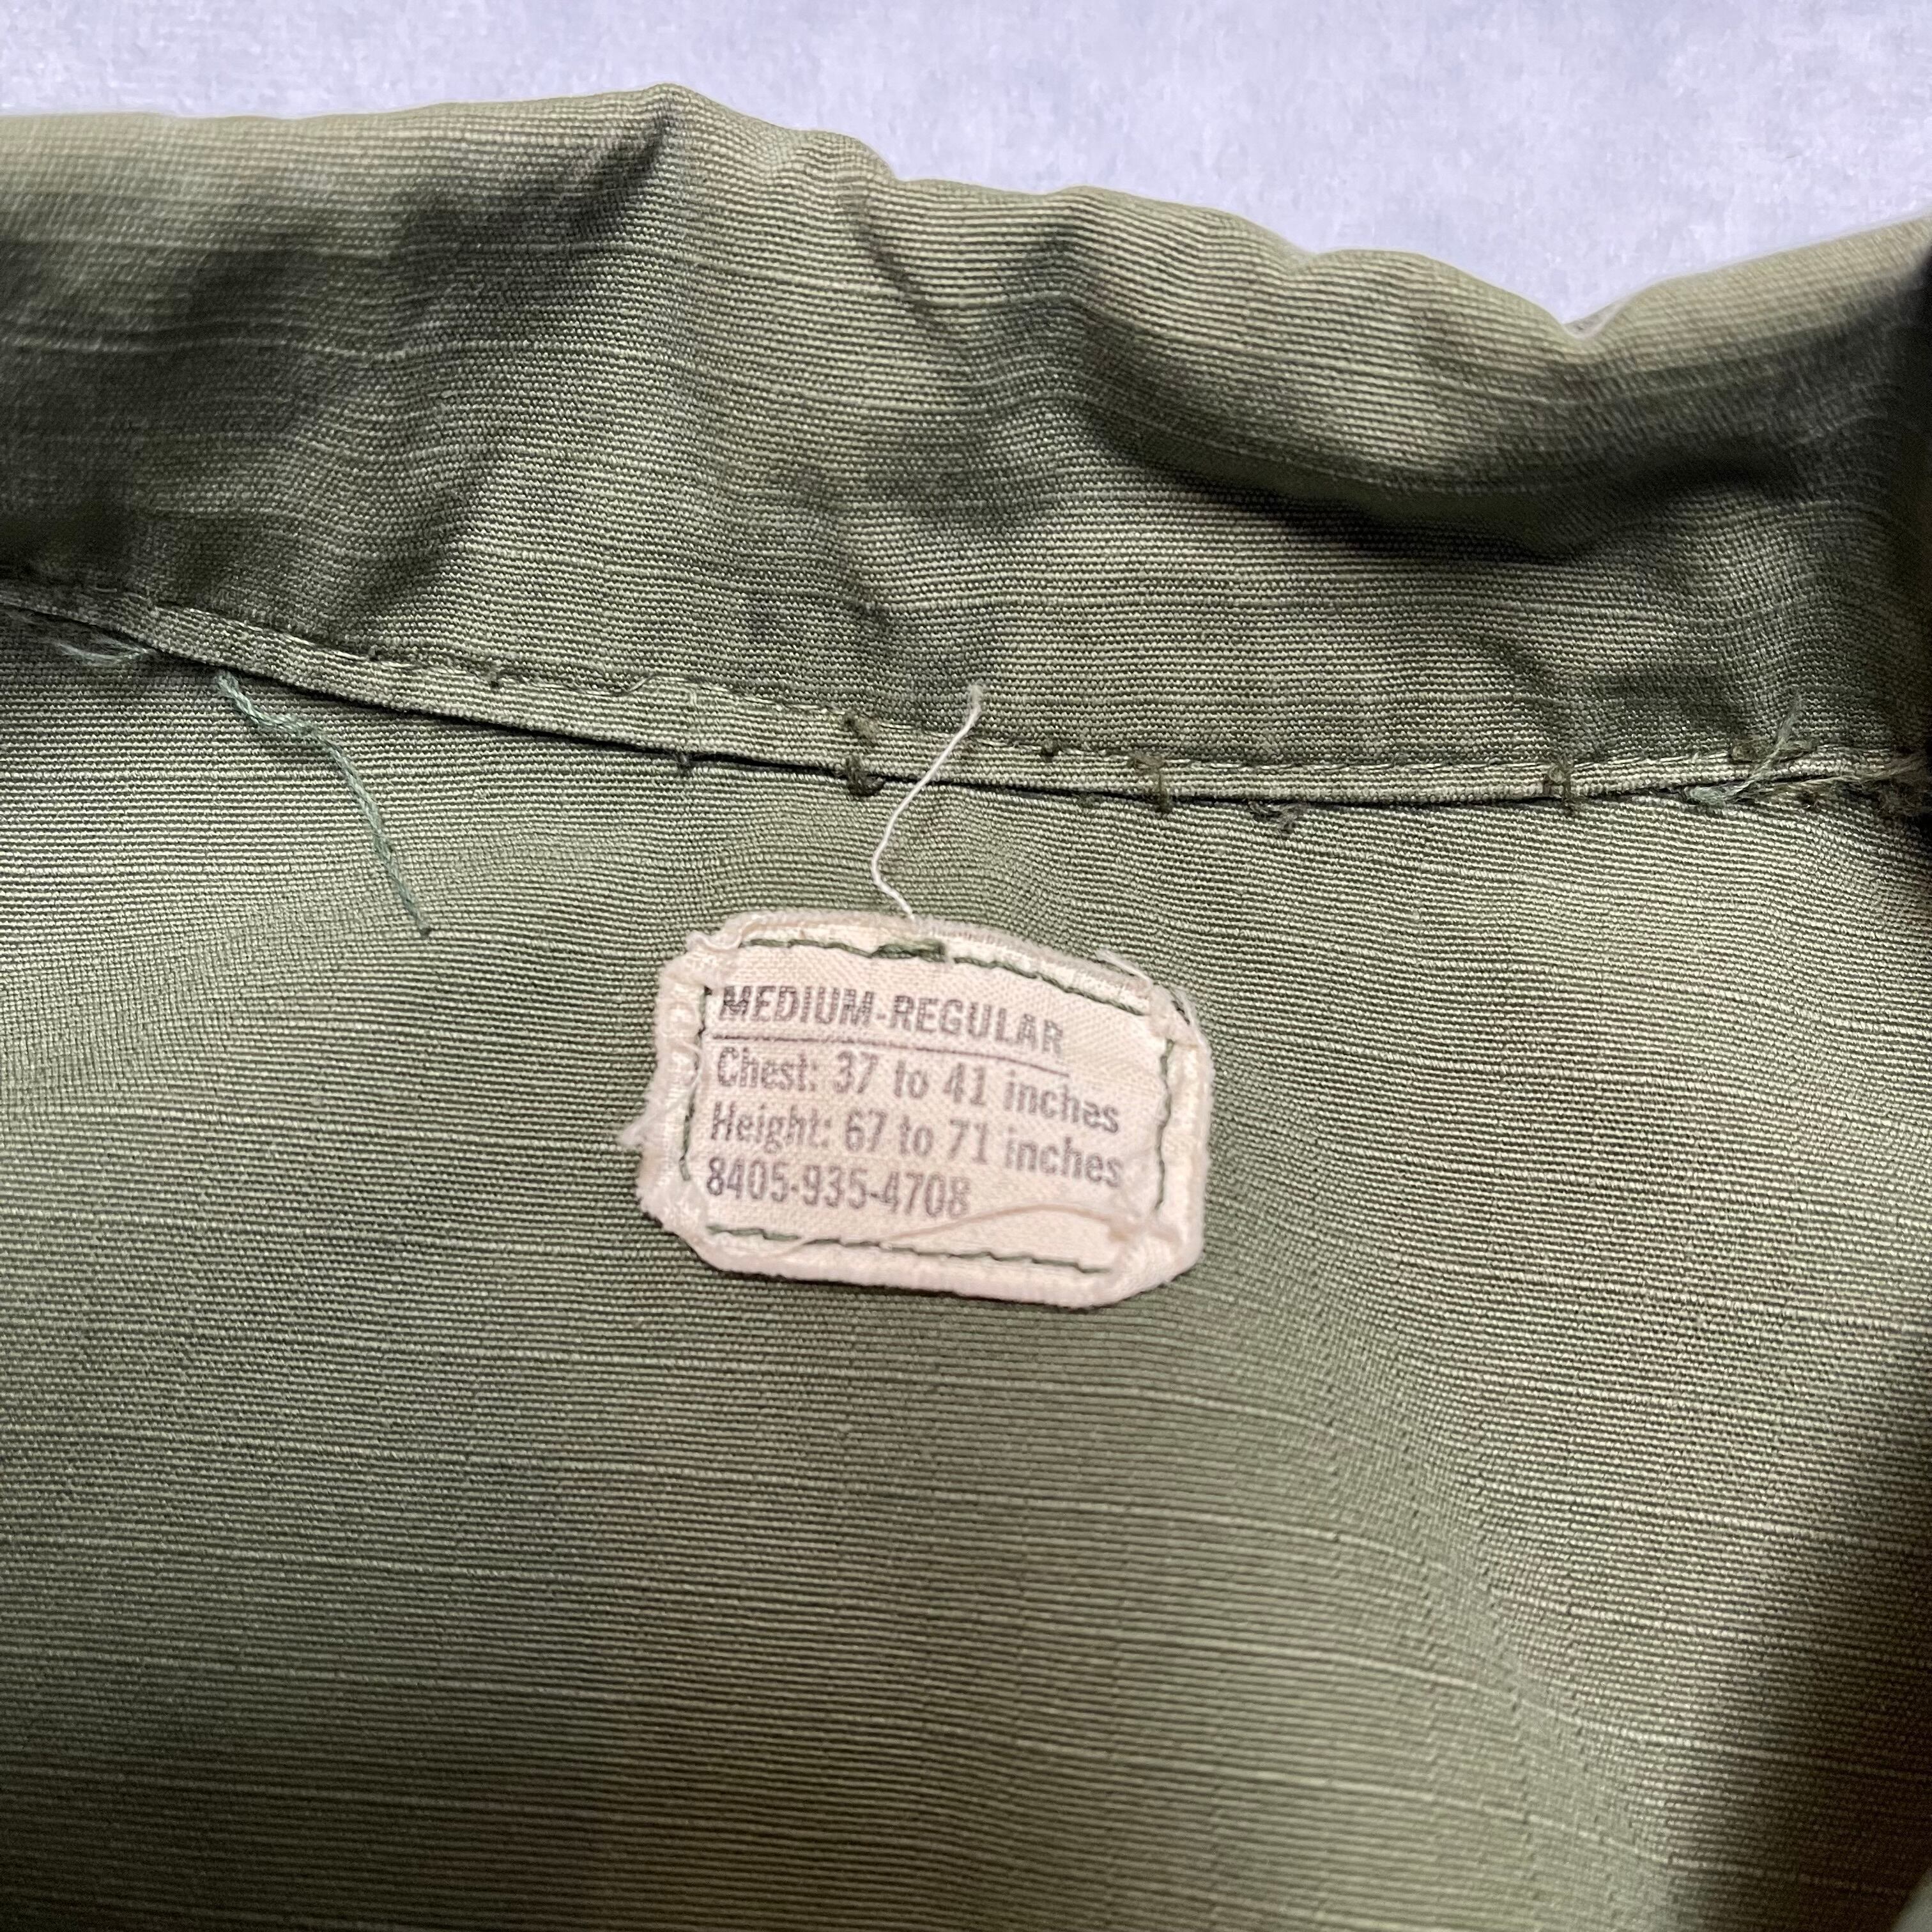 MEDIUM-REGULAR
Chest: 37 to 41 inches
Height: 67 to 71 inches
8405-935-4708